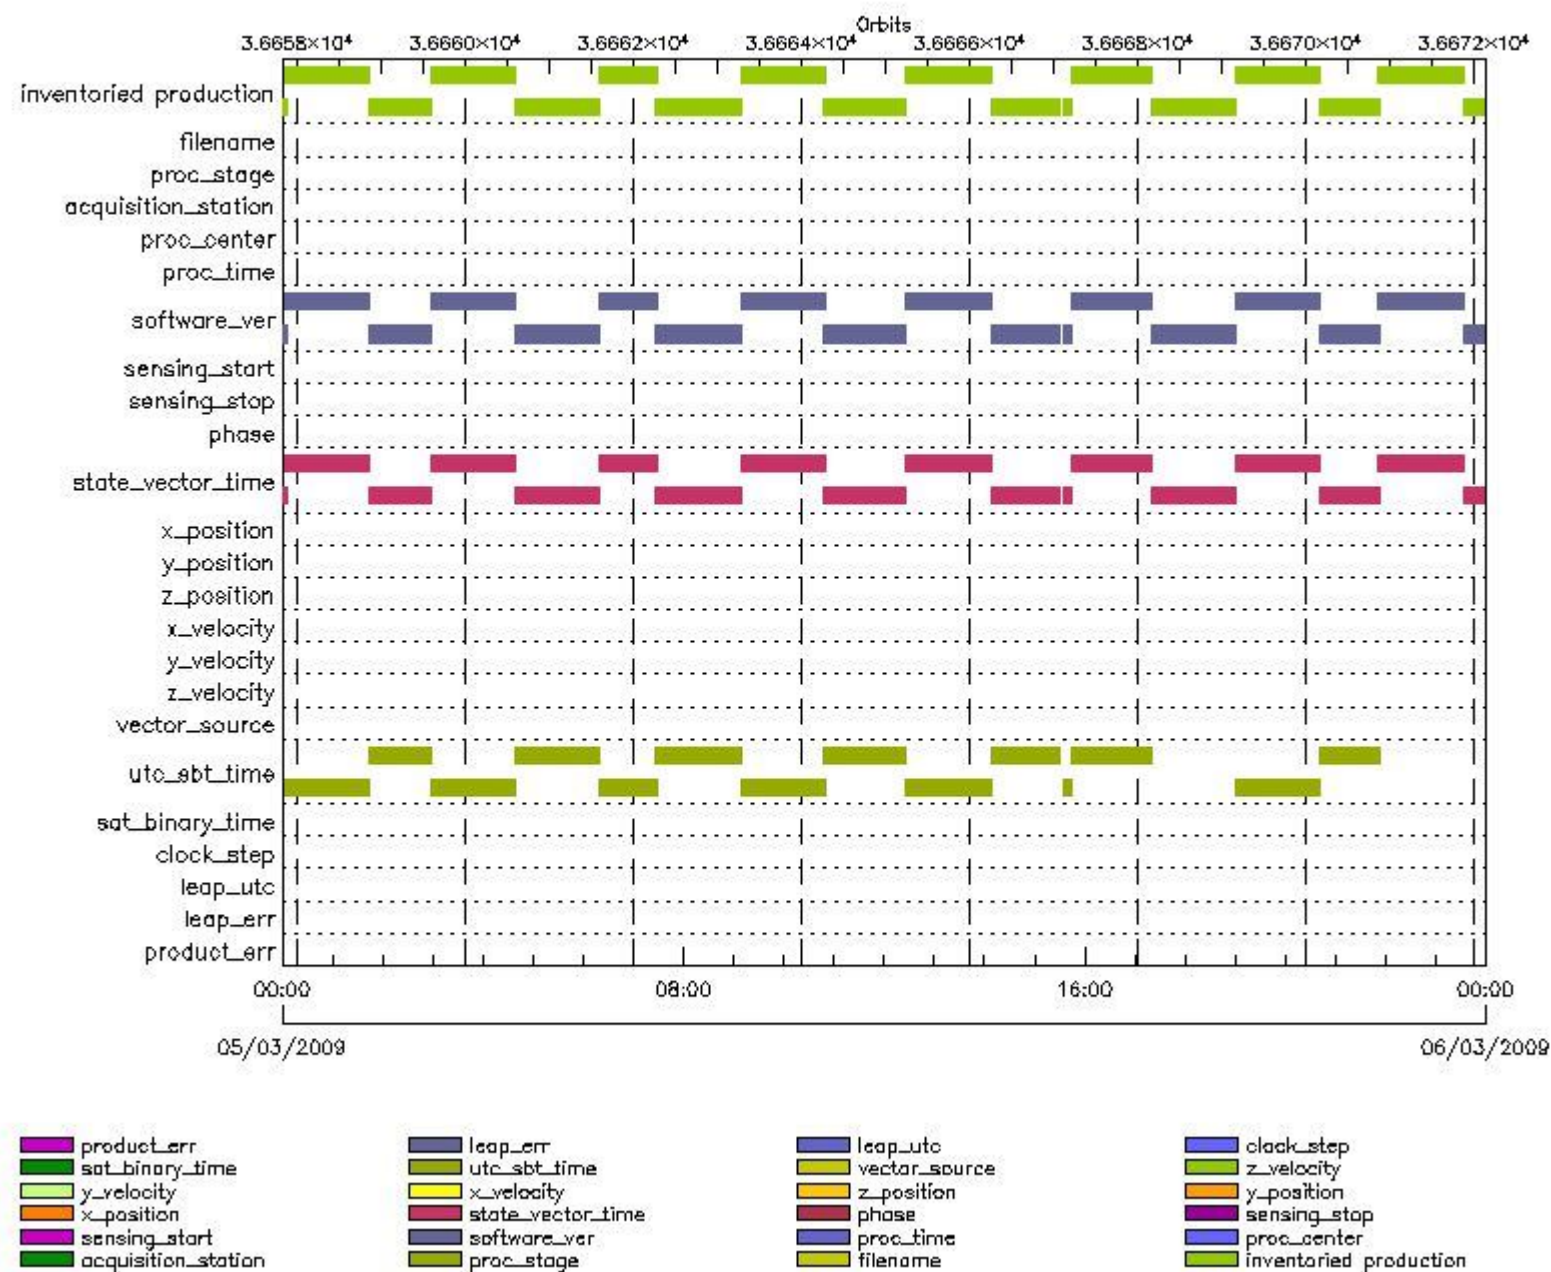 Orbits
3.6658×10⁴ 3.6660×10⁴ 3.6662×10⁴ 3.6664×10⁴ 3.6666×10⁴ 3.6668×10⁴ 3.6670×10⁴ 3.6672×10⁴
inventoried production
filename
proc_stage
acquisition_station
proc_center
proc_time
software_ver
sensing_start
sensing_stop
phase
state_vector_time
x_position
y_position
z_position
x_velocity
y_velocity
z_velocity
vector_source
utc_sbt_time
sat_binary_time
clock_step
leap_utc
leap_err
product_err
00:00 08:00 16:00 00:00
05/03/2009 06/03/2009
product_err leap_err leap_utc clock_step
sat_binary_time utc_sbt_time vector_source z_velocity
y_velocity x_velocity z_position y_position
x_position state_vector_time phase sensing_stop
sensing_start software_ver proc_time proc_center
acquisition_station proc_stage filename inventoried production